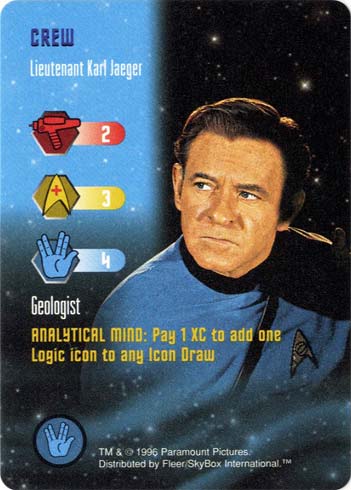 CREW
Lieutenant Karl Jaeger
2
3
4
Geologist
ANALYTICAL MIND: Pay 1 XC to add one
Logic icon to any Icon Draw
TM & © 1996 Paramount Pictures.
Distributed by Fleer/SkyBox International.™